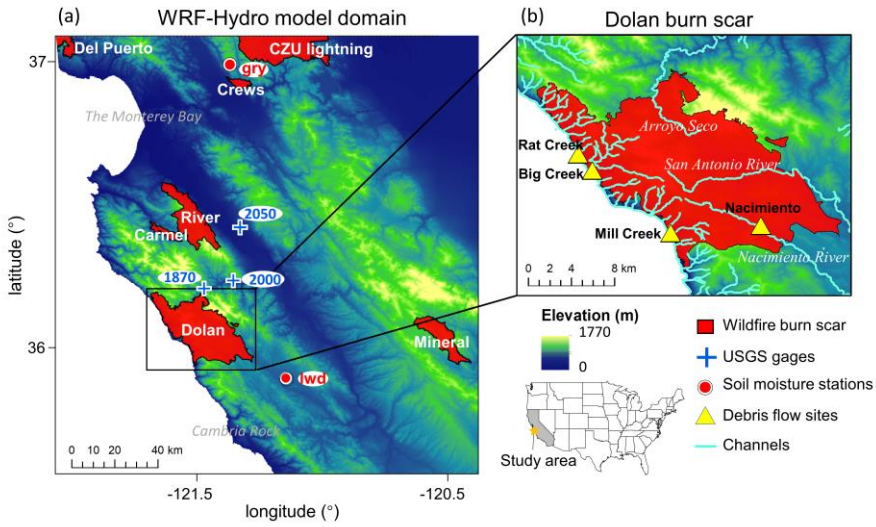 (a)
WRF-Hydro model domain
37
Del Puerto
CZU lightning
gry
Crews
The Monterey Bay
River
2050
Carmel
1870
2000
latitude (°)
36
Dolan
Mineral
lwd
Cambria Rock
0 10 20 40 km
-121.5
-120.5
longitude (°)
(b)
Dolan burn scar
Arroyo Seco
Rat Creek
San Antonio River
Big Creek
Nacimiento
Mill Creek
Nacimiento River
0 2 4 8 km
Elevation (m)
1770
0
Study area
Wildfire burn scar
USGS gages
Soil moisture stations
Debris flow sites
Channels